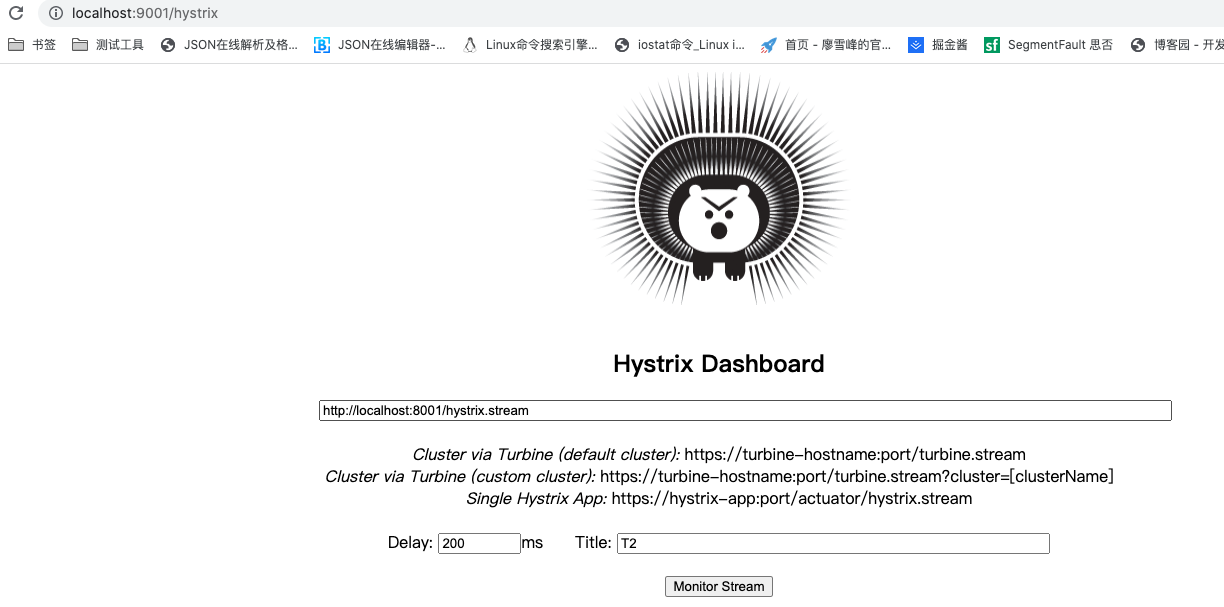 localhost:9001/hystrix
书签 测试工具 JSON在线解析及格... JSON在线编辑器-... Linux命令搜索引擎... iostat命令_Linux i... 首页 - 廖雪峰的官... 掘金酱 sf SegmentFault 思否 博客园 - 开发
Hystrix Dashboard
http://localhost:8001/hystrix.stream
Cluster via Turbine (default cluster): https://turbine-hostname:port/turbine.stream
Cluster via Turbine (custom cluster): https://turbine-hostname:port/turbine.stream?cluster=[clusterName]
Single Hystrix App: https://hystrix-app:port/actuator/hystrix.stream
Delay: 200 ms Title: T2
Monitor Stream